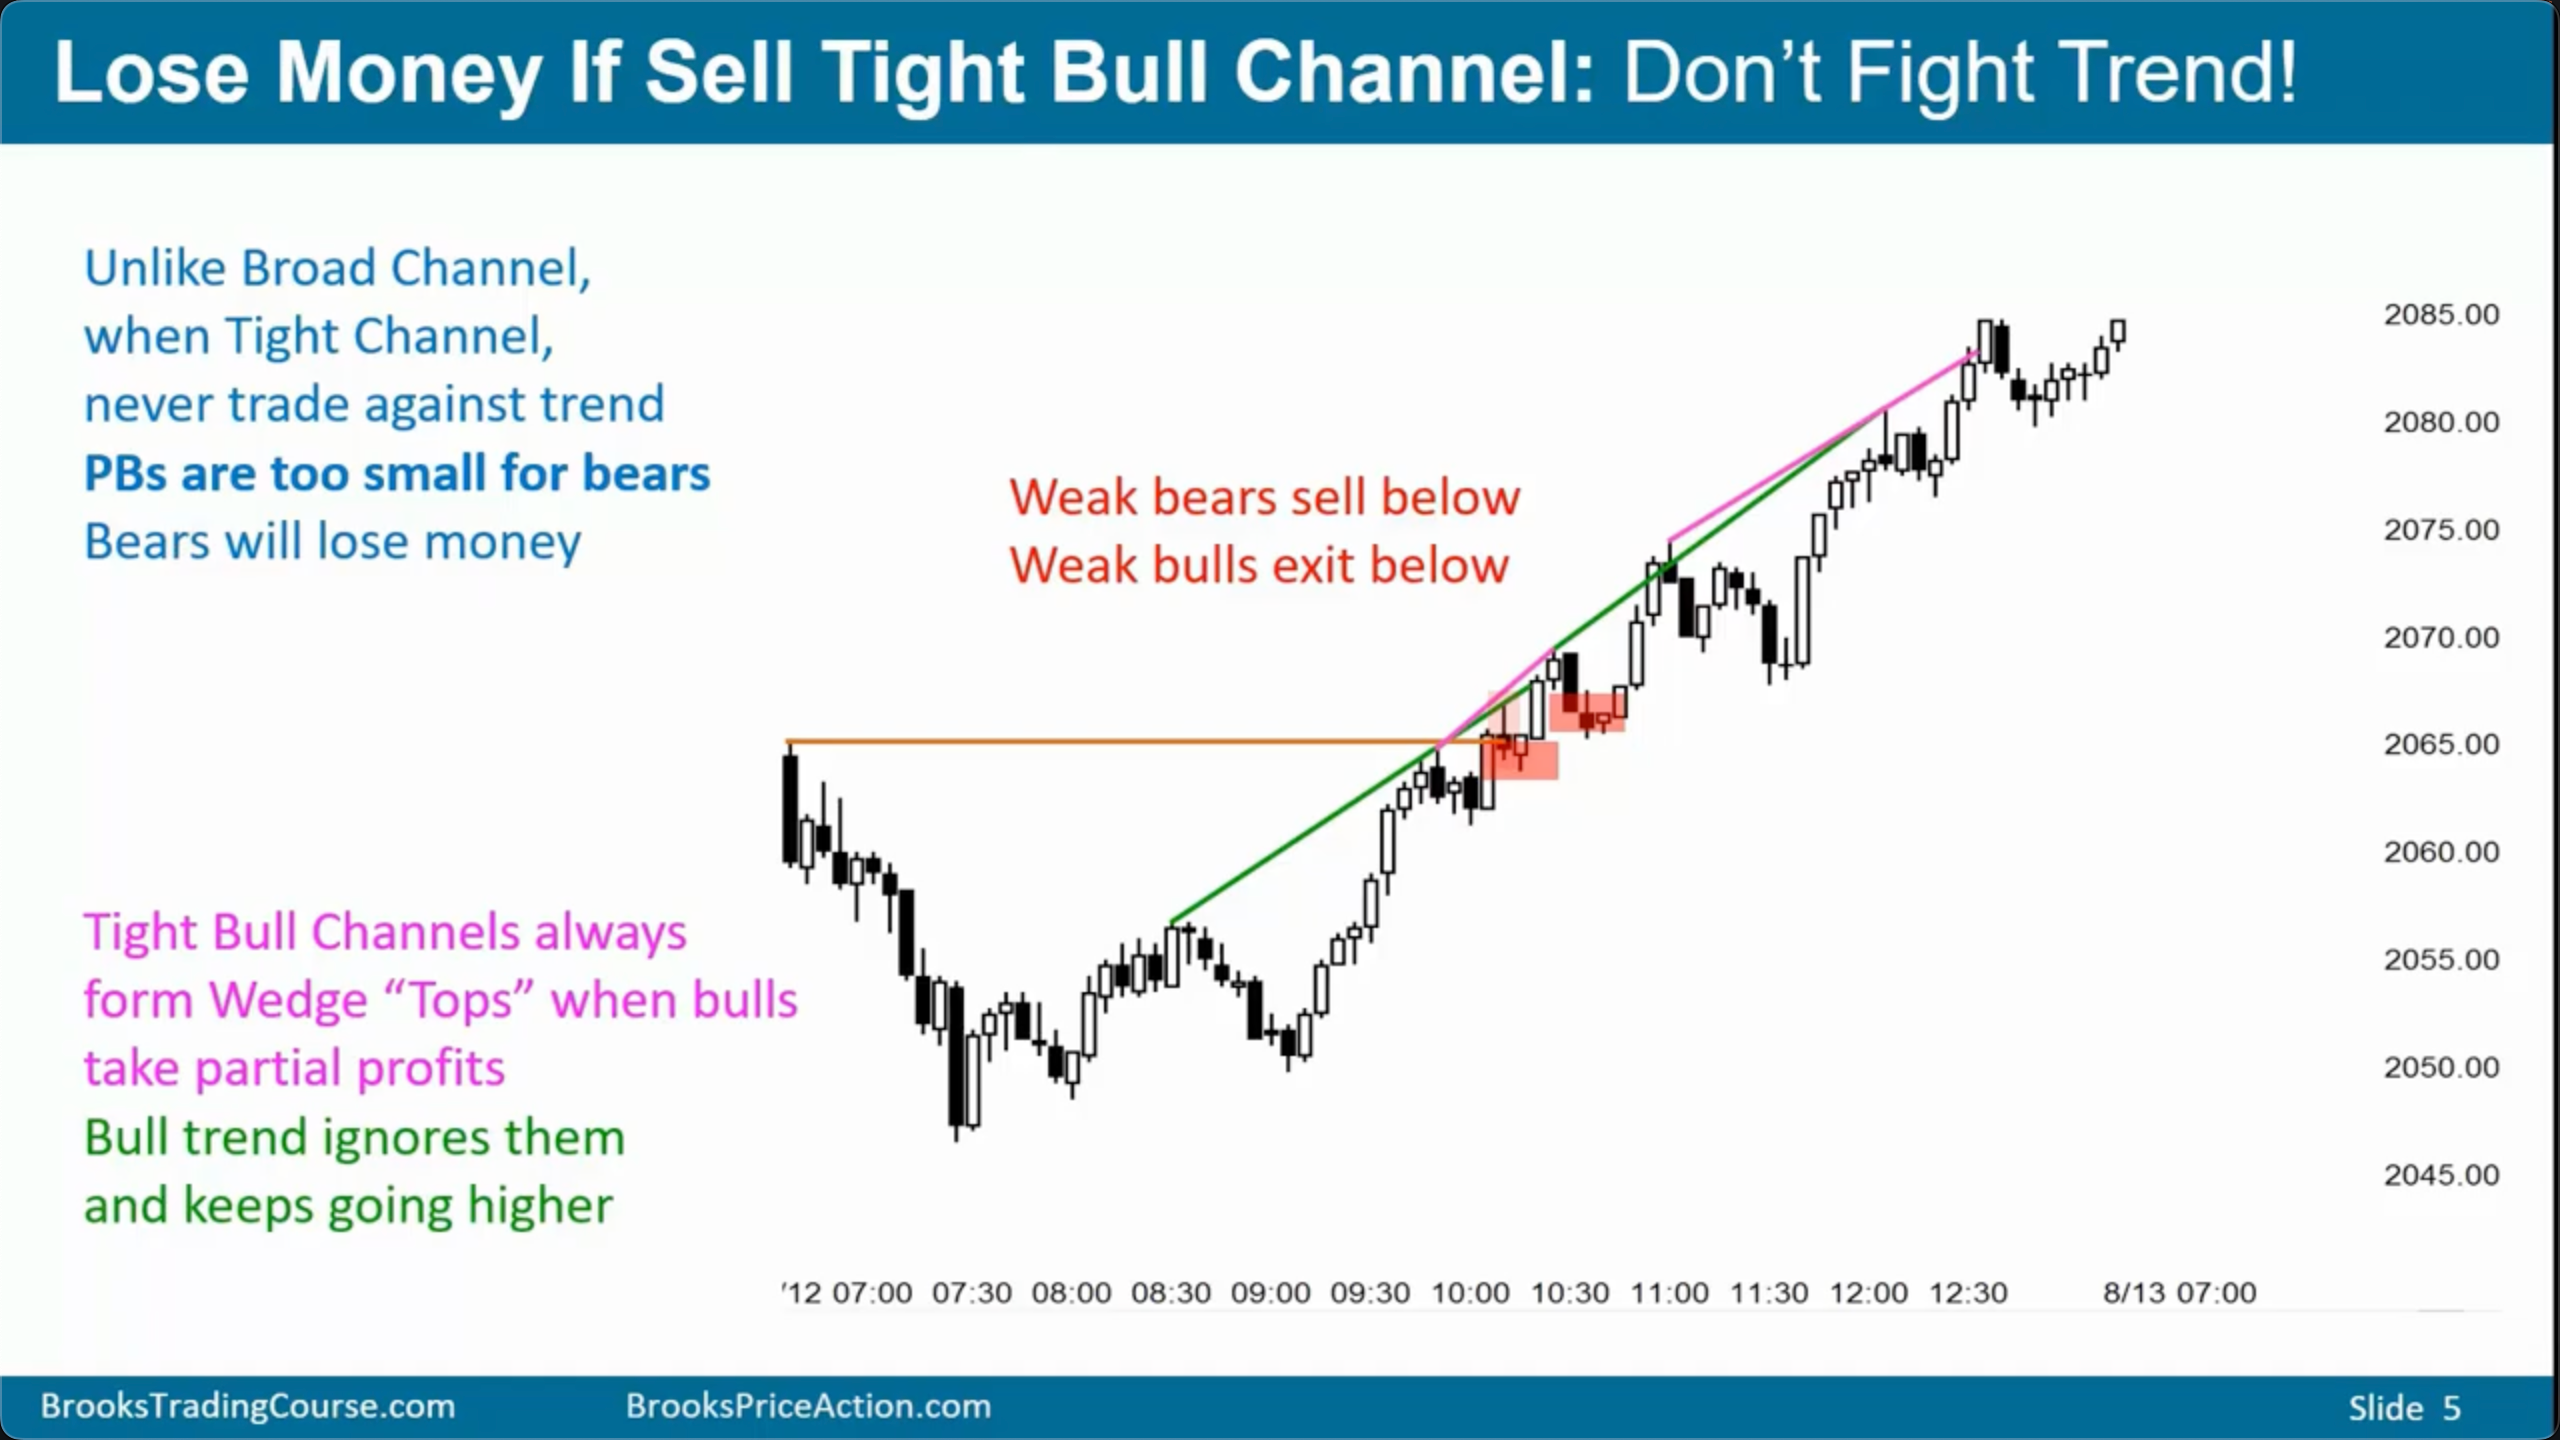 Lose Money If Sell Tight Bull Channel: Don't Fight Trend!
Unlike Broad Channel,
when Tight Channel,
never trade against trend
PBs are too small for bears
Bears will lose money
Weak bears sell below
Weak bulls exit below
Tight Bull Channels always
form Wedge “Tops” when bulls
take partial profits
Bull trend ignores them
and keeps going higher
2085.00
2080.00
2075.00
2070.00
2065.00
2060.00
2055.00
2050.00
2045.00
'12 07:00 07:30 08:00 08:30 09:00 09:30 10:00 10:30 11:00 11:30 12:00 12:30 8/13 07:00
BrooksTradingCourse.com BrooksPriceAction.com Slide 5